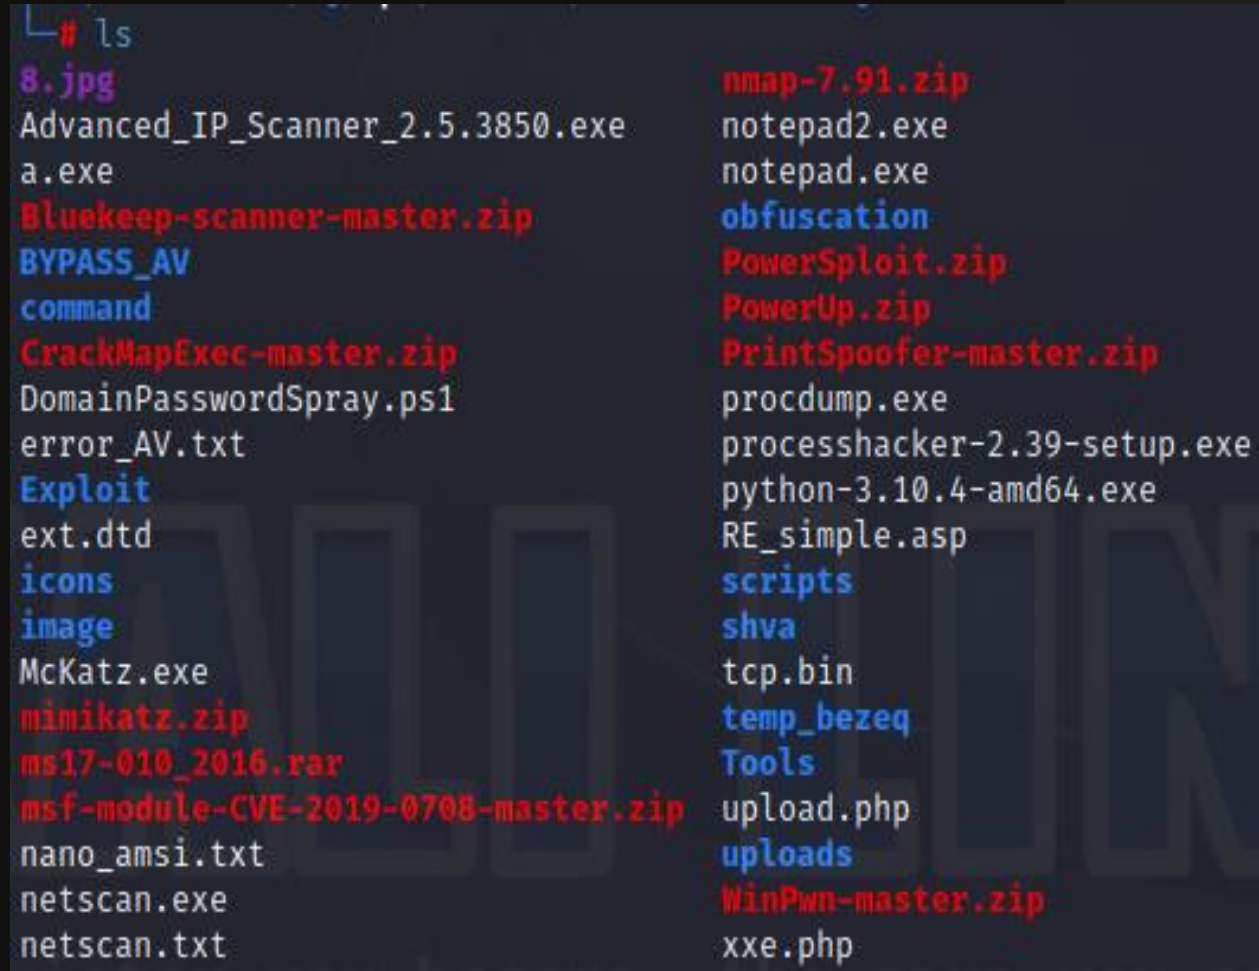 └─# ls
8.jpg
Advanced_IP_Scanner_2.5.3850.exe
a.exe
Bluekeep-scanner-master.zip
BYPASS_AV
command
CrackMapExec-master.zip
DomainPasswordSpray.ps1
error_AV.txt
Exploit
ext.dtd
icons
image
McKatz.exe
mimikatz.zip
ms17-010_2016.rar
msf-module-CVE-2019-0708-master.zip
nano_amsi.txt
netscan.exe
netscan.txt
nmap-7.91.zip
notepad2.exe
notepad.exe
obfuscation
PowerSploit.zip
PowerUp.zip
PrintSpoofer-master.zip
procdump.exe
processhacker-2.39-setup.exe
python-3.10.4-amd64.exe
RE_simple.asp
scripts
shva
tcp.bin
temp_bezeq
Tools
upload.php
uploads
WinPwn-master.zip
xxe.php